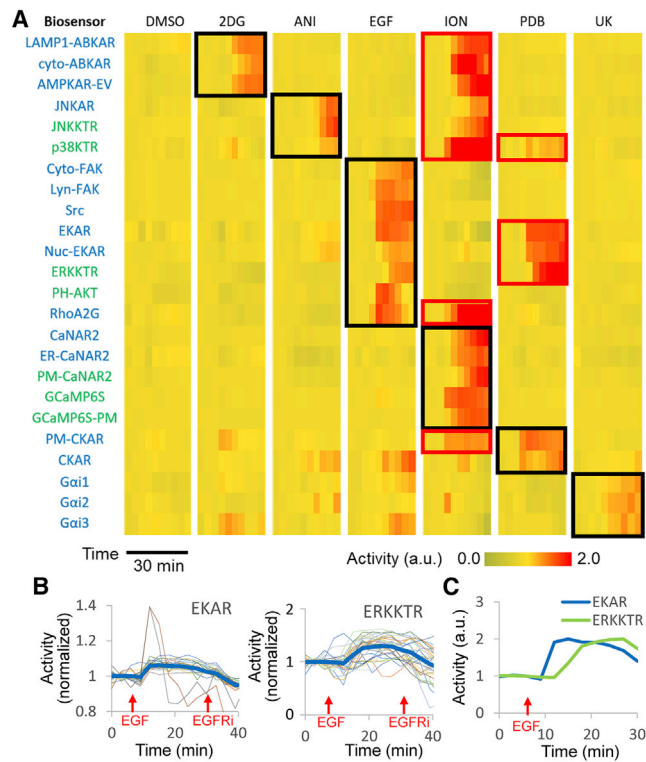 A
Biosensor DMSO 2DG ANI EGF ION PDB UK
LAMP1-ABKAR
cyto-ABKAR
AMPKAR-EV
JNKAR
JNKKTR
p38KTR
Cyto-FAK
Lyn-FAK
Src
EKAR
Nuc-EKAR
ERKKTR
PH-AKT
RhoA2G
CaNAR2
ER-CaNAR2
PM-CaNAR2
GCaMP6S
GCaMP6S-PM
PM-CKAR
CKAR
Gαi1
Gαi2
Gαi3
Time
30 min
Activity (a.u.) 0.0 2.0
B
EKAR
Activity
(normalized)
1.4
1.2
1
0.8
EGF EGFRi
0 20 40
Time (min)
ERKKTR
Activity
(normalized)
2
1
0
EGF EGFRi
0 20 40
Time (min)
C
EKAR
ERKKTR
Activity (a.u.)
3
2
1
0
EGF
0 10 20 30
Time (min)